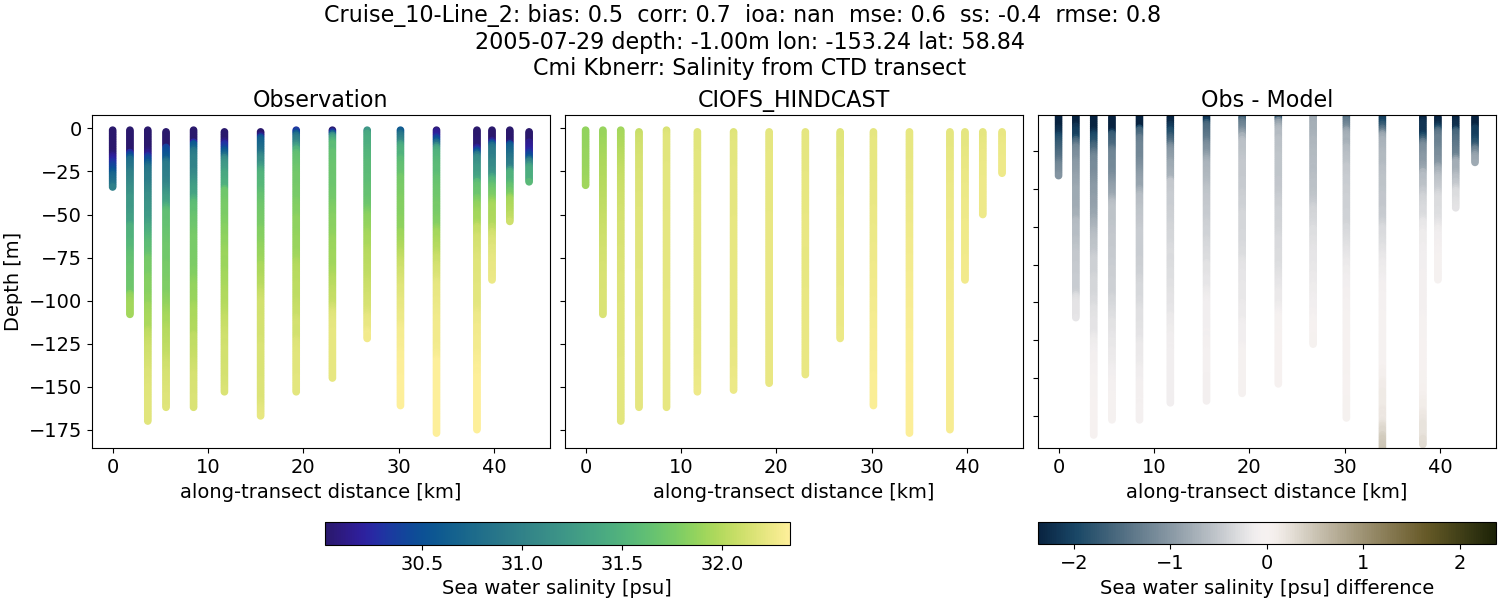 Cruise_10-Line_2: bias: 0.5  corr: 0.7  ioa: nan  mse: 0.6  ss: -0.4  rmse: 0.8
2005-07-29 depth: -1.00m lon: -153.24 lat: 58.84
Cmi Kbnerr: Salinity from CTD transect
Observation
CIOFS_HINDCAST
Obs - Model
Depth [m]
0
−25
−50
−75
−100
−125
−150
−175
0 10 20 30 40
0 10 20 30 40
0 10 20 30 40
along-transect distance [km]
along-transect distance [km]
along-transect distance [km]
30.5 31.0 31.5 32.0
Sea water salinity [psu]
−2 −1 0 1 2
Sea water salinity [psu] difference